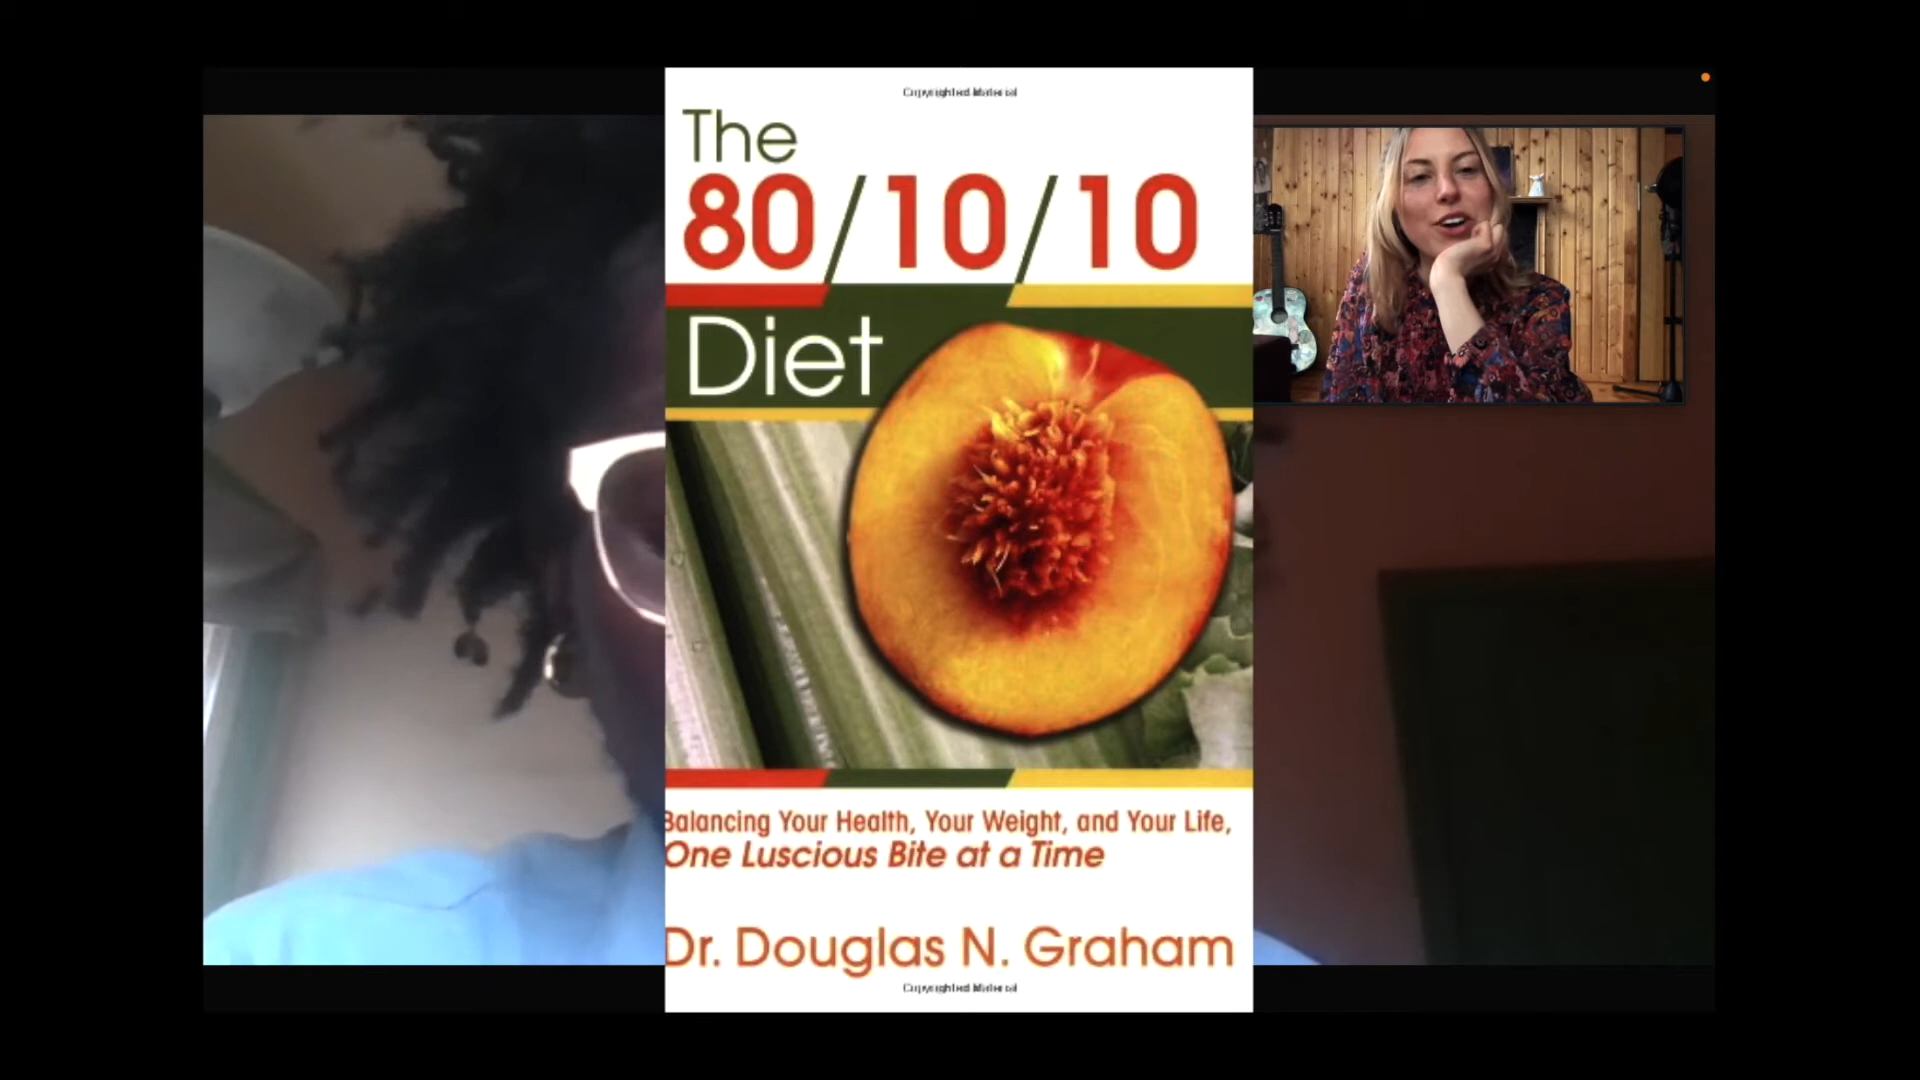 Copyrighted Material
The
80/10/10
Diet
Balancing Your Health, Your Weight, and Your Life,
One Luscious Bite at a Time
Dr. Douglas N. Graham
Copyrighted Material